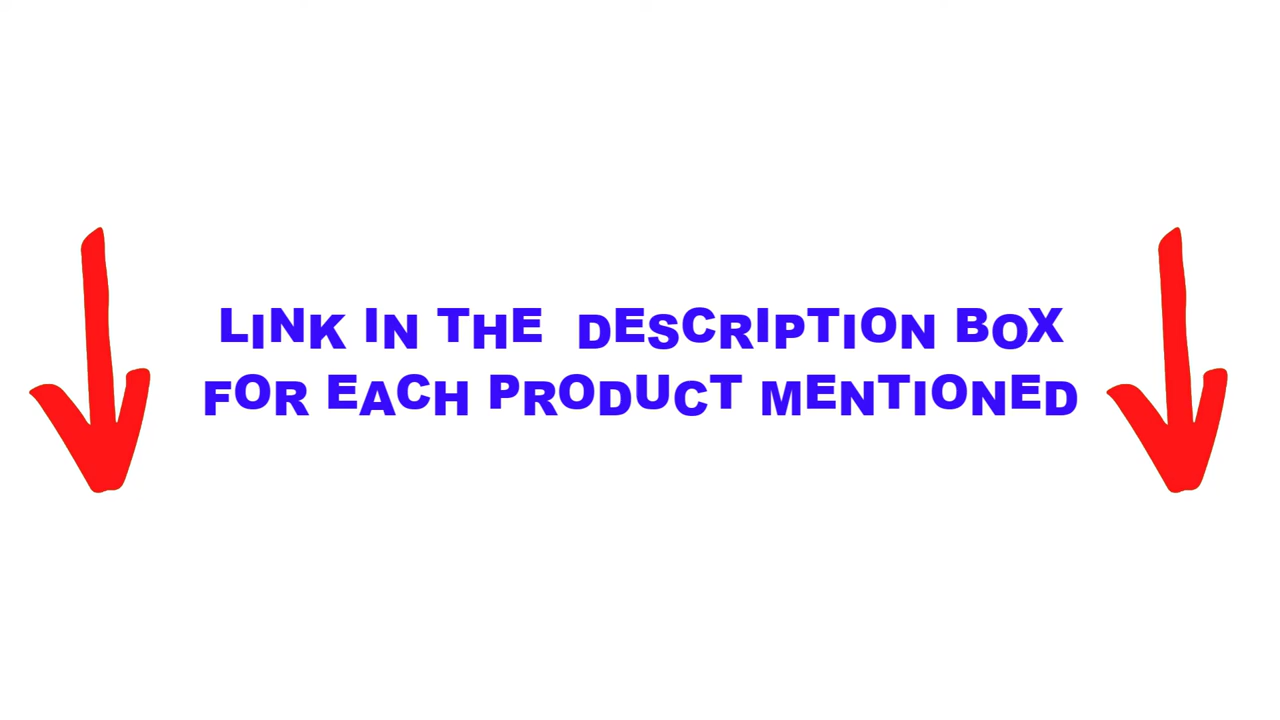 LINK IN THE DESCRIPTION BOX
FOR EACH PRODUCT MENTIONED